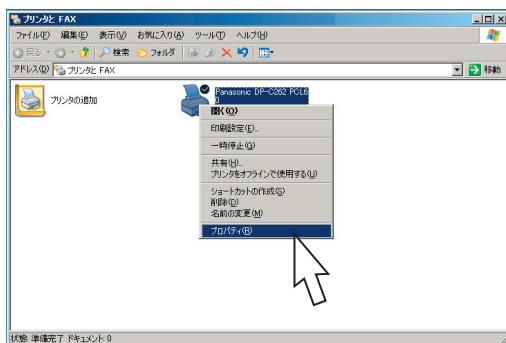 プリンタと FAX
ファイル(F) 編集(E) 表示(V) お気に入り(A) ツール(T) ヘルプ(H)
戻る 検索 フォルダ
アドレス(D) プリンタと FAX 移動
プリンタの追加
Panasonic DP-C262 PCL6
0
開く(O)
印刷設定(E)...
一時停止(G)
共有(H)...
プリンタをオフラインで使用する(U)
ショートカットの作成(S)
削除(D)
名前の変更(M)
プロパティ(R)
状態: 準備完了 ドキュメント: 0